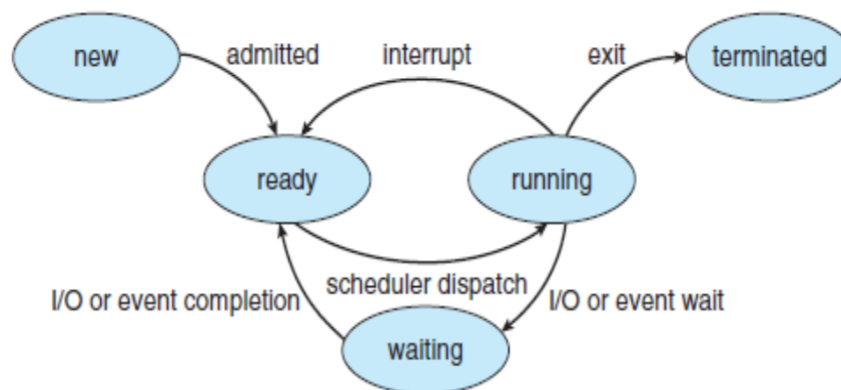 new
admitted
interrupt
exit
terminated
ready
running
I/O or event completion
scheduler dispatch
I/O or event wait
waiting